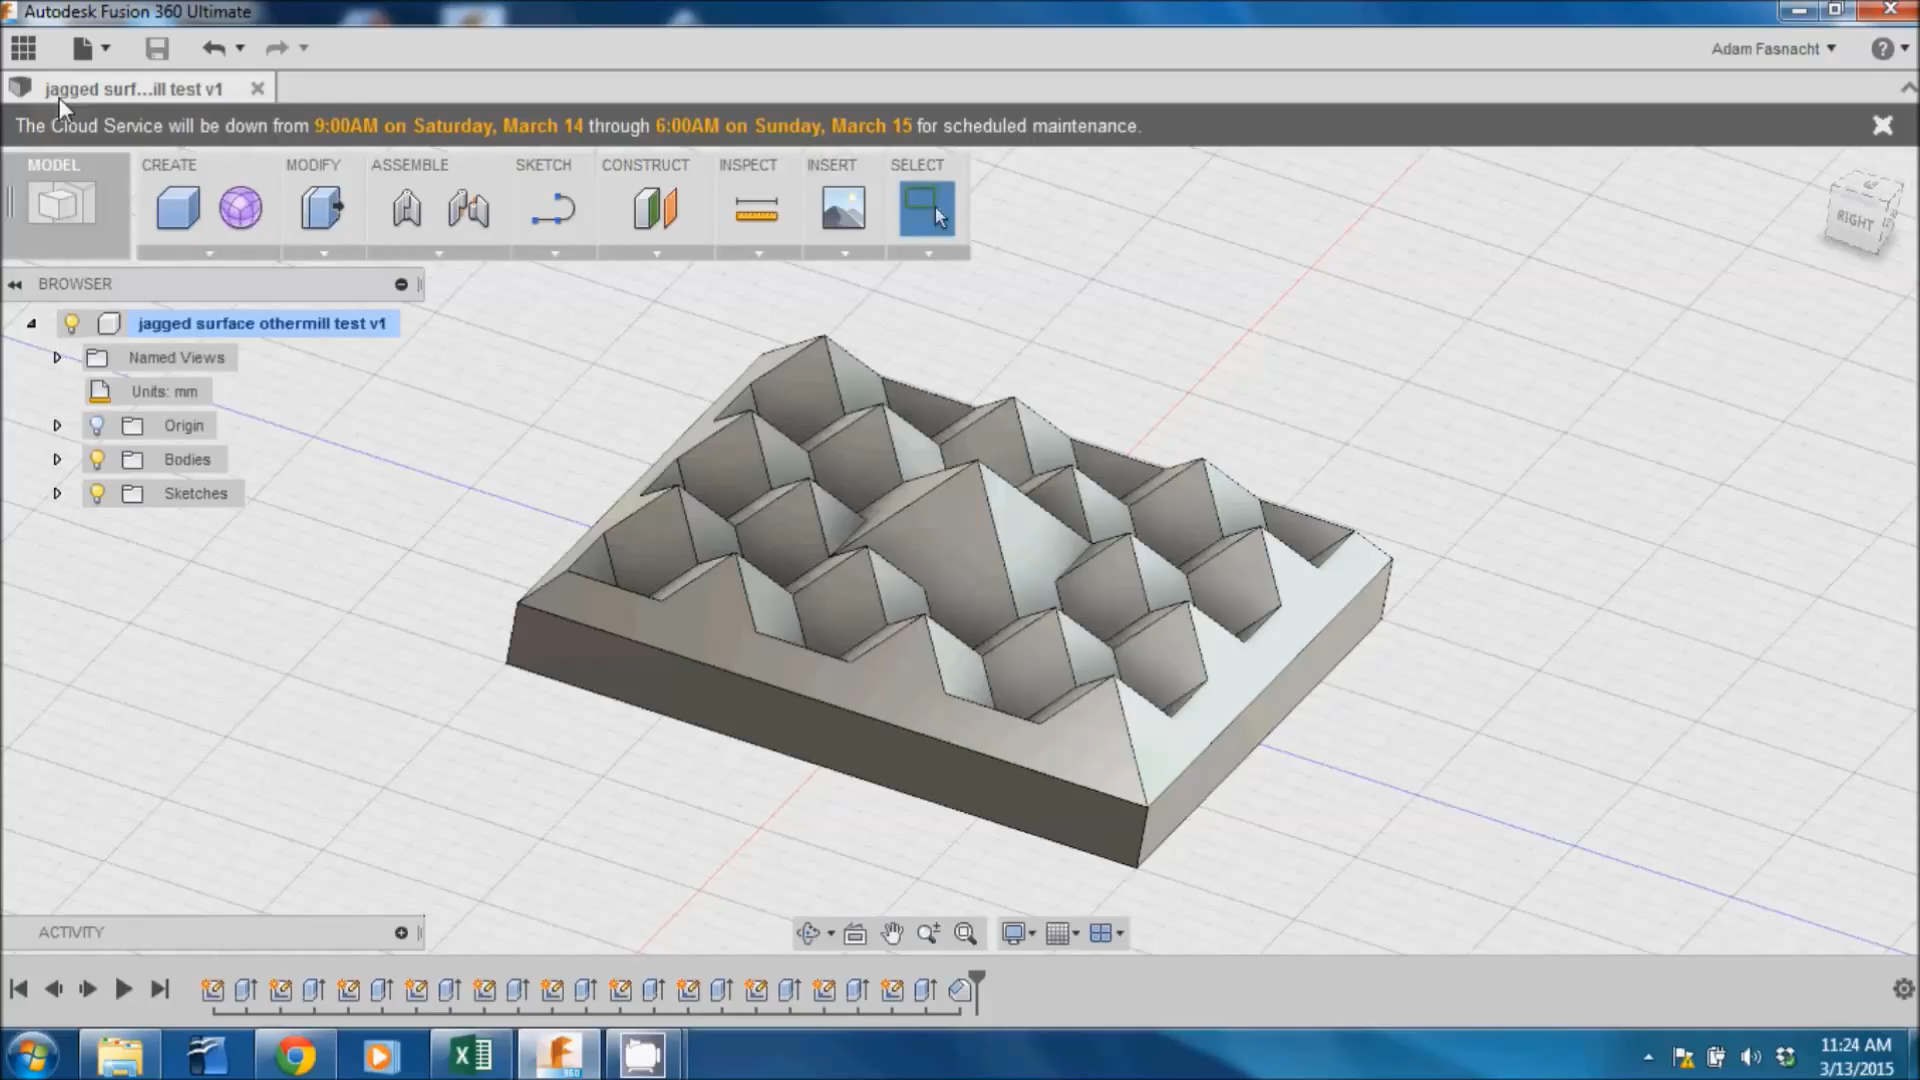 Autodesk Fusion 360 Ultimate
Adam Fasnacht
jagged surf...ill test v1
The Cloud Service will be down from 9:00AM on Saturday, March 14 through 6:00AM on Sunday, March 15 for scheduled maintenance.
MODEL CREATE MODIFY ASSEMBLE SKETCH CONSTRUCT INSPECT INSERT SELECT
RIGHT
BROWSER
jagged surface othermill test v1
Named Views
Units: mm
Origin
Bodies
Sketches
ACTIVITY
360
11:24 AM
3/13/2015